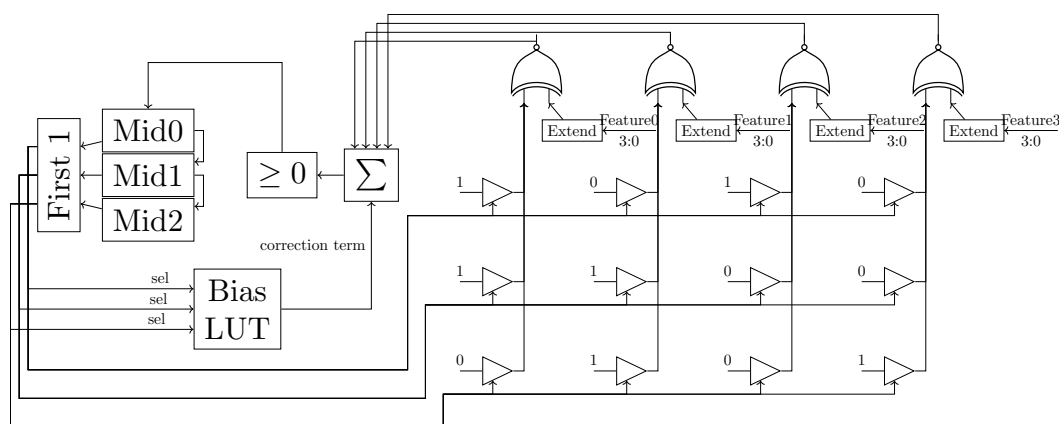 Feature0
Feature1
Feature2
Feature3
Extend
Extend
Extend
Extend
3:0
3:0
3:0
3:0
First 1
Mid0
Mid1
Mid2
≥ 0
∑
1
0
1
0
correction term
sel
sel
sel
Bias
LUT
1
1
0
0
0
1
0
1